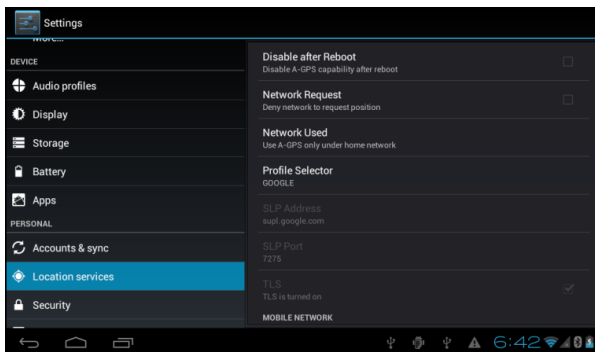 Settings
More...
DEVICE
Audio profiles
Display
Storage
Battery
Apps
PERSONAL
Accounts & sync
Location services
Security
Disable after Reboot
Disable A-GPS capability after reboot
Network Request
Deny network to request position
Network Used
Use A-GPS only under home network
Profile Selector
GOOGLE
SLP Address
supl.google.com
SLP Port
7275
TLS
TLS is turned on
MOBILE NETWORK
6:42